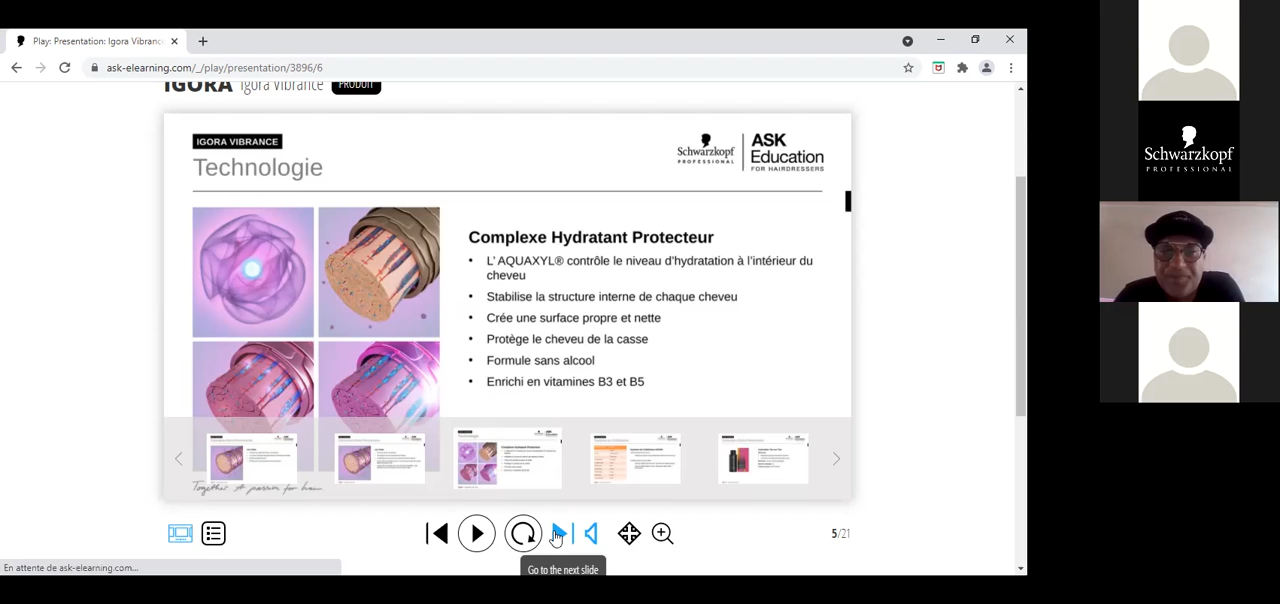 Play: Presentation: Igora Vibranc
ask-elearning.com/_/play/presentation/3896/6
IGORA Igora Vibrance PRODUIT
IGORA VIBRANCE
Technologie
Schwarzkopf
PROFESSIONAL
ASK
Education
FOR HAIRDRESSERS
Complexe Hydratant Protecteur
• L' AQUAXYL® contrôle le niveau d'hydratation à l'intérieur du
cheveu
• Stabilise la structure interne de chaque cheveu
• Crée une surface propre et nette
• Protège le cheveu de la casse
• Formule sans alcool
• Enrichi en vitamines B3 et B5
Together. A passion for hair.
5/21
Go to the next slide
En attente de ask-elearning.com...
Schwarzkopf
PROFESSIONAL